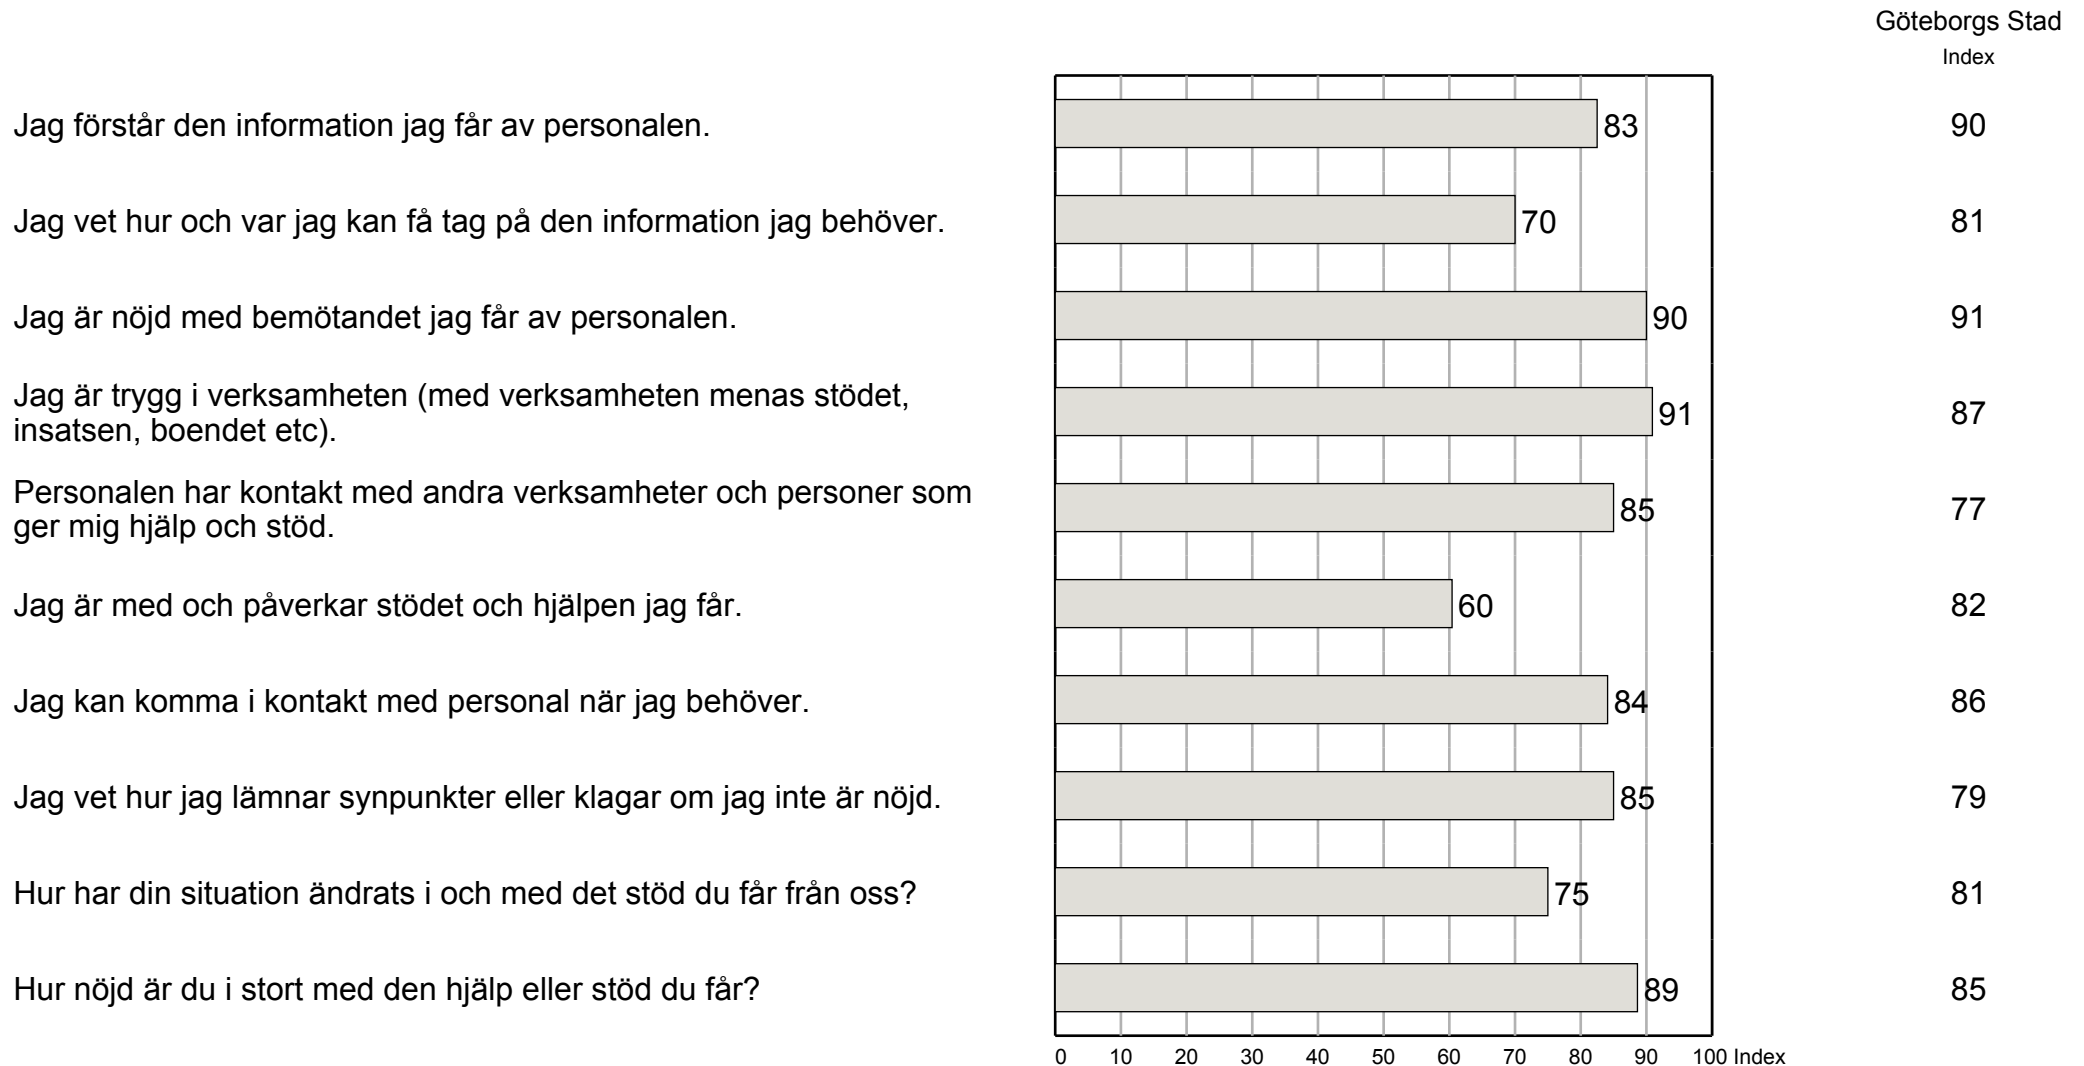 Göteborgs Stad
Index
Jag förstår den information jag får av personalen. 83 90
Jag vet hur och var jag kan få tag på den information jag behöver. 70 81
Jag är nöjd med bemötandet jag får av personalen. 90 91
Jag är trygg i verksamheten (med verksamheten menas stödet,
insatsen, boendet etc). 91 87
Personalen har kontakt med andra verksamheter och personer som
ger mig hjälp och stöd. 85 77
Jag är med och påverkar stödet och hjälpen jag får. 60 82
Jag kan komma i kontakt med personal när jag behöver. 84 86
Jag vet hur jag lämnar synpunkter eller klagar om jag inte är nöjd. 85 79
Hur har din situation ändrats i och med det stöd du får från oss? 75 81
Hur nöjd är du i stort med den hjälp eller stöd du får? 89 85
0 10 20 30 40 50 60 70 80 90 100 Index